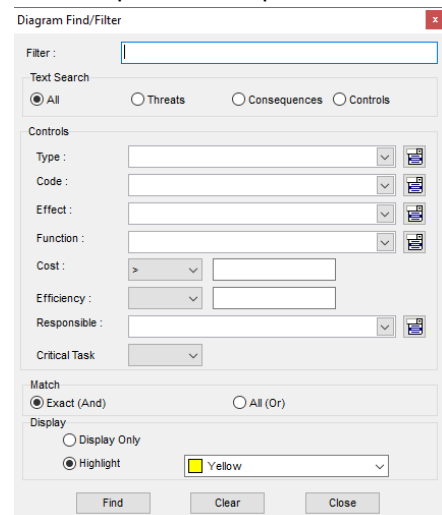 Diagram Find/Filter
x
Filter :
Text Search
All Threats Consequences Controls
Controls
Type :
Code :
Effect :
Function :
Cost : >
Efficiency :
Responsible :
Critical Task
Match
Exact (And) All (Or)
Display
Display Only
Highlight Yellow
Find Clear Close